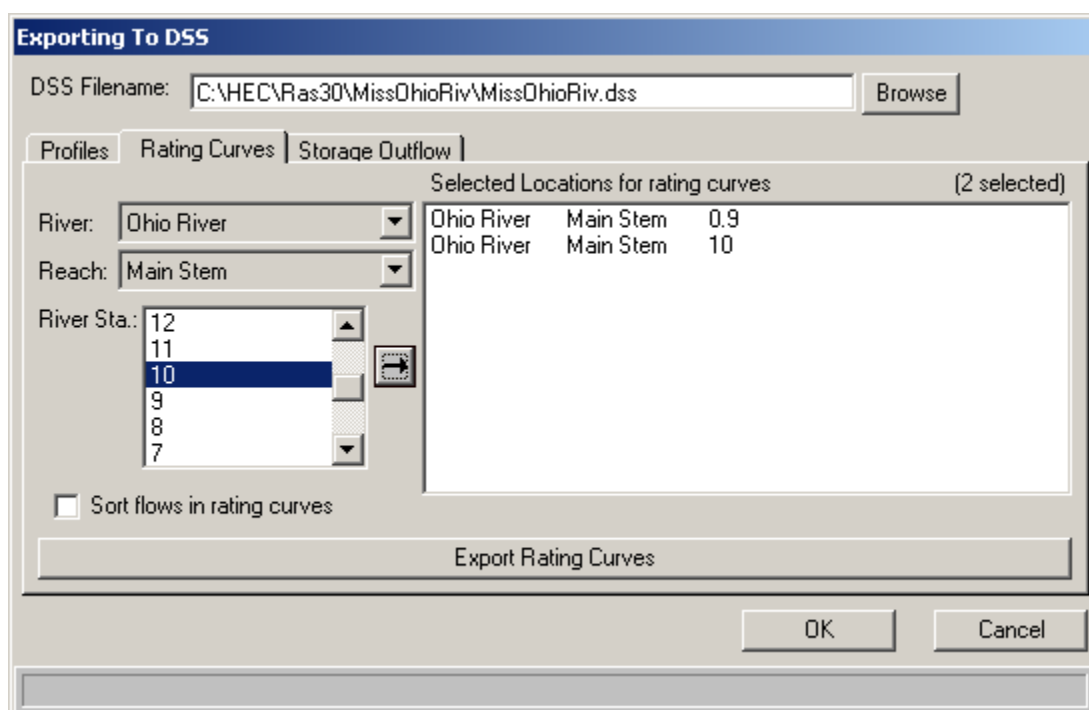 Exporting To DSS
DSS Filename: C:\HEC\Ras30\MissOhioRiv\MissOhioRiv.dss Browse
Profiles Rating Curves Storage Outflow
Selected Locations for rating curves (2 selected)
River: Ohio River
Ohio River Main Stem 0.9
Ohio River Main Stem 10
Reach: Main Stem
River Sta.: 12
11
10
9
8
7
Sort flows in rating curves
Export Rating Curves
OK Cancel